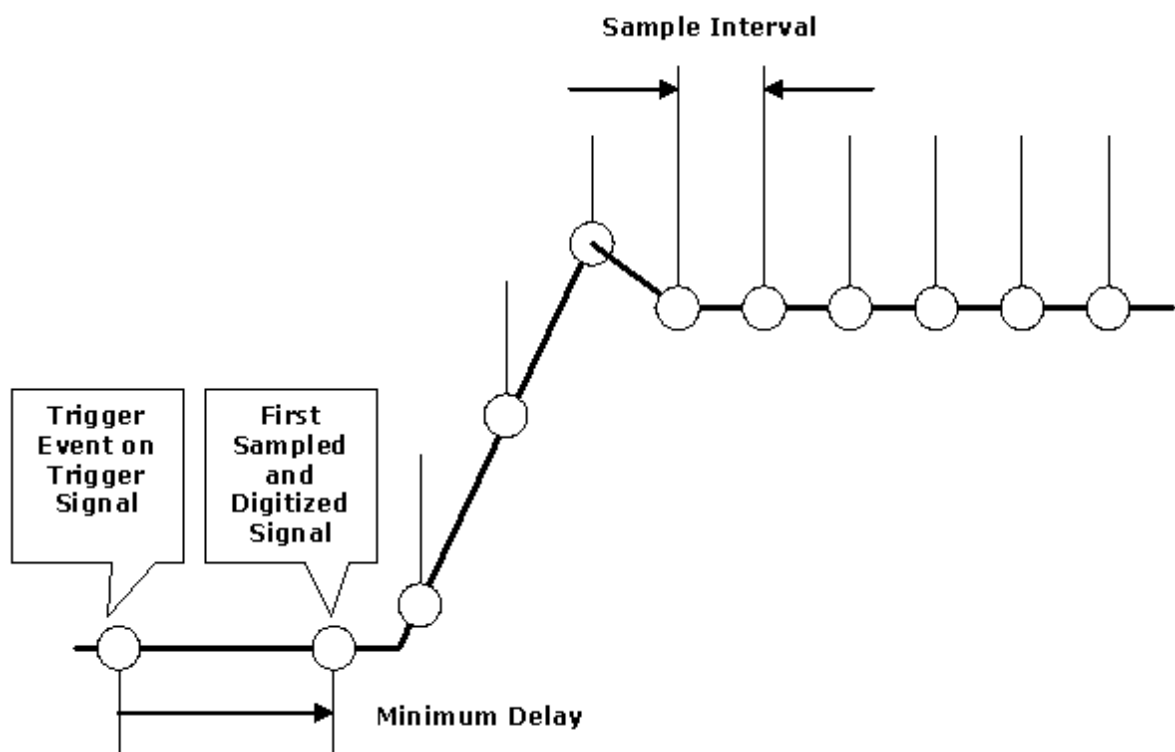 Sample Interval
Trigger
Event on
Trigger
Signal
First
Sampled
and
Digitized
Signal
Minimum Delay